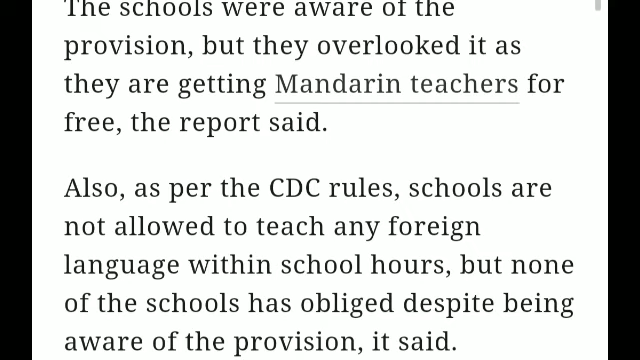 The schools were aware of the
provision, but they overlooked it as
they are getting Mandarin teachers for
free, the report said.
Also, as per the CDC rules, schools are
not allowed to teach any foreign
language within school hours, but none
of the schools has obliged despite being
aware of the provision, it said.